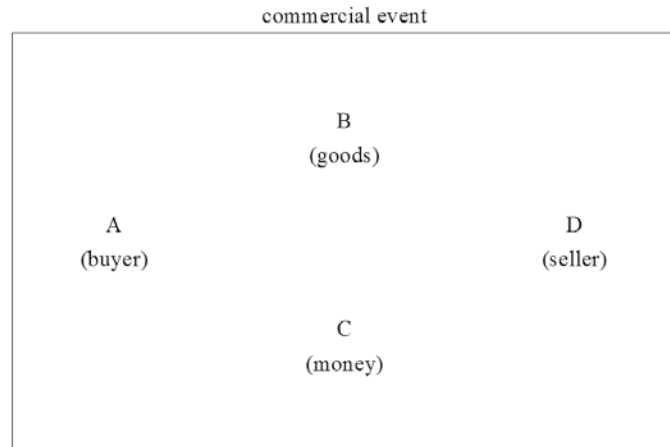 commercial event
B
(goods)
A
(buyer)
D
(seller)
C
(money)